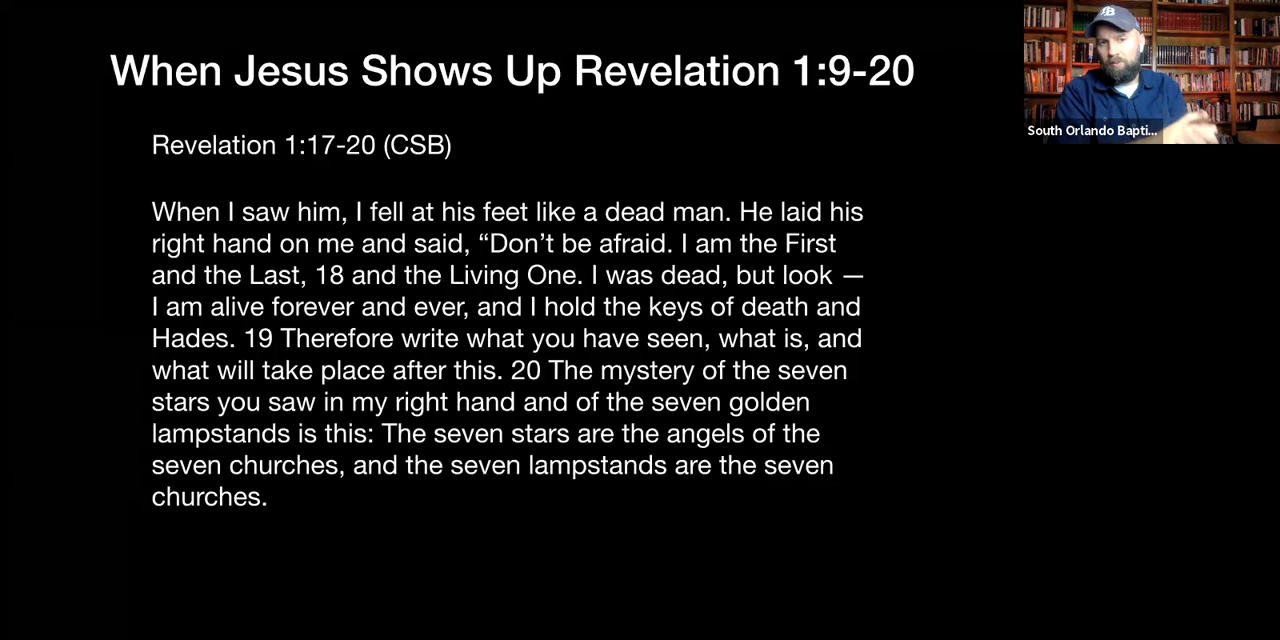 When Jesus Shows Up Revelation 1:9-20
South Orlando Bapti...
Revelation 1:17-20 (CSB)
When I saw him, I fell at his feet like a dead man. He laid his
right hand on me and said, “Don’t be afraid. I am the First
and the Last, 18 and the Living One. I was dead, but look —
I am alive forever and ever, and I hold the keys of death and
Hades. 19 Therefore write what you have seen, what is, and
what will take place after this. 20 The mystery of the seven
stars you saw in my right hand and of the seven golden
lampstands is this: The seven stars are the angels of the
seven churches, and the seven lampstands are the seven
churches.